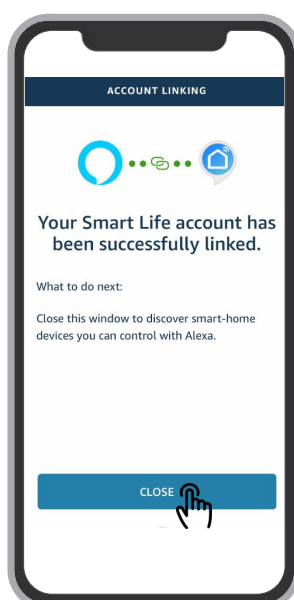 ACCOUNT LINKING
Your Smart Life account has
been successfully linked.
What to do next:
Close this window to discover smart-home
devices you can control with Alexa.
CLOSE